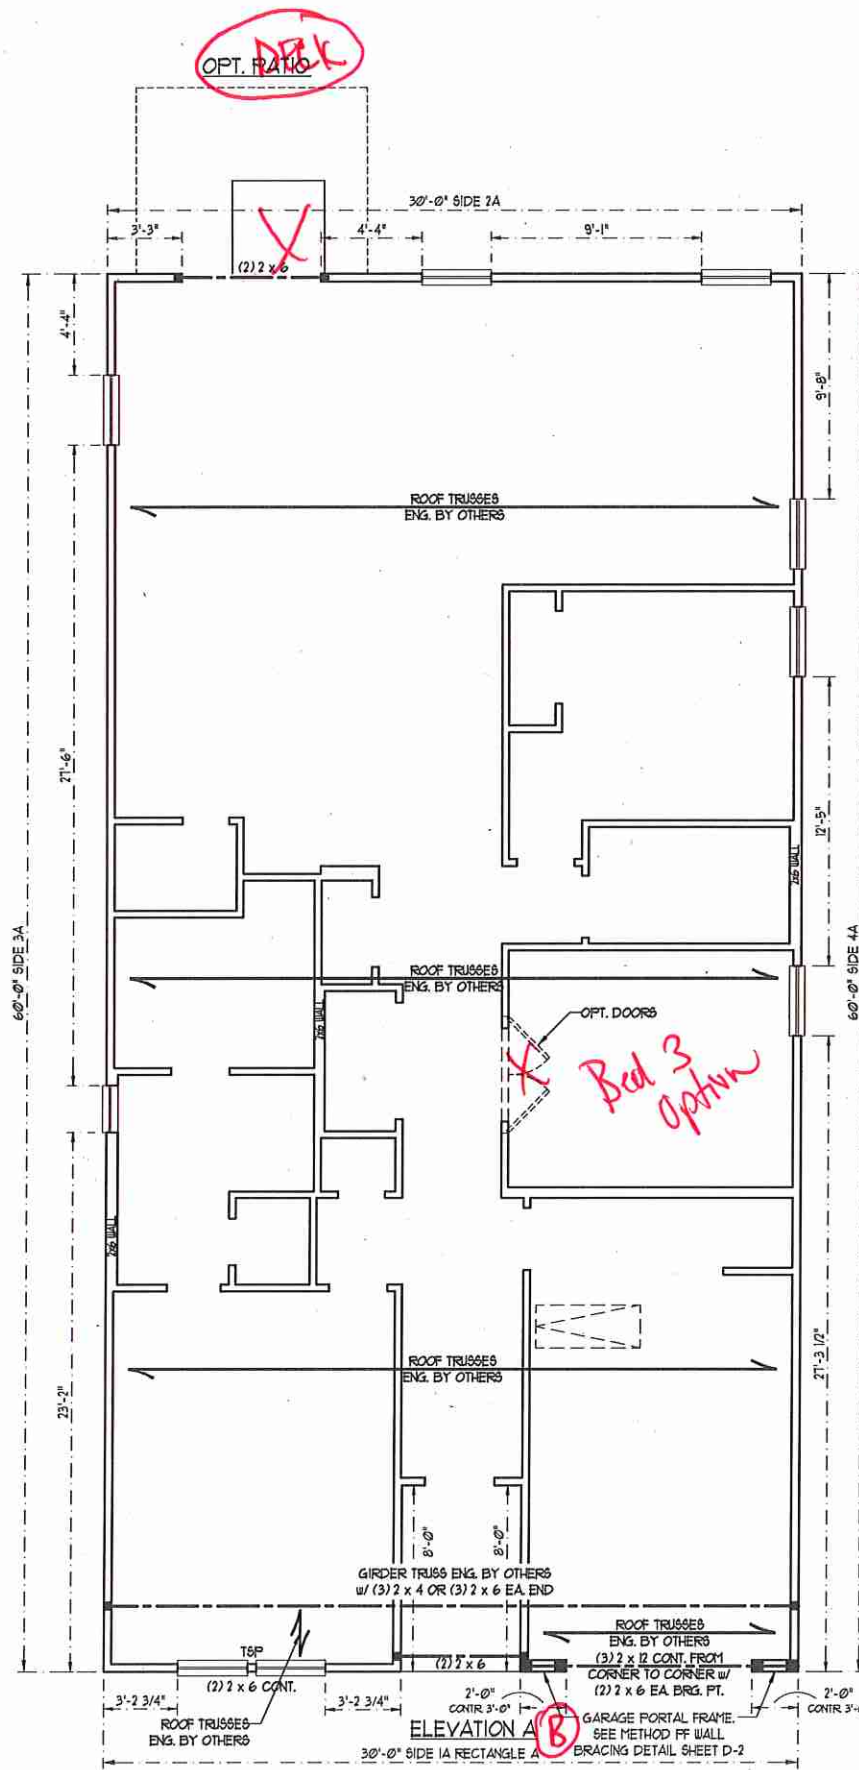 DECK
OPT. PATIO
30'-0" SIDE 2A
3'-3"
4'-4"
9'-1"
X
(2) 2 x 6
4'-4"
9'-8"
ROOF TRUSSES
ENG. BY OTHERS
27'-6"
12'-5"
2x6 WALL
60'-0" SIDE 3A
60'-0" SIDE 4A
ROOF TRUSSES
ENG. BY OTHERS
2x6 WALL
OPT. DOORS
X
Bed 3
Option
2x6 WALL
23'-2"
27'-3 1/2"
ROOF TRUSSES
ENG. BY OTHERS
8'-0"
8'-0"
GIRDER TRUSS ENG. BY OTHERS
w/ (3) 2 x 4 OR (3) 2 x 6 EA. END
ROOF TRUSSES
ENG. BY OTHERS
(3) 2 x 12 CONT. FROM
CORNER TO CORNER w/
(2) 2 x 6 EA. BRG. PT.
TSP
(2) 2 x 6 CONT.
(2) 2 x 6
3'-2 3/4"
3'-2 3/4"
2'-0"
CONTR. 3'-0"
2'-0"
CONTR. 3'-
ROOF TRUSSES
ENG. BY OTHERS
ELEVATION A
B
GARAGE PORTAL FRAME.
SEE METHOD PF WALL
BRACING DETAIL SHEET D-2
30'-0" SIDE 1A RECTANGLE A